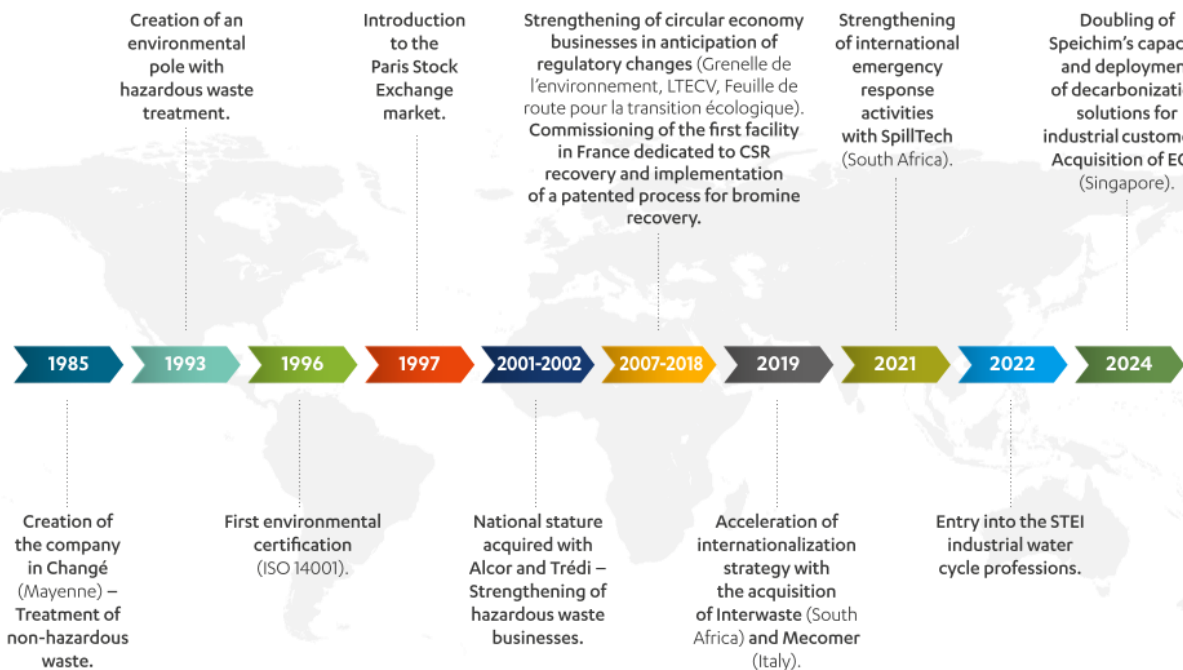 Creation of an
environmental
pole with
hazardous waste
treatment.
Introduction
to the
Paris Stock
Exchange
market.
Strengthening of circular economy
businesses in anticipation of
regulatory changes (Grenelle de
l'environnement, LTECV, Feuille de
route pour la transition écologique).
Commissioning of the first facility
in France dedicated to CSR
recovery and implementation
of a patented process for bromine
recovery.
Strengthening
of international
emergency
response
activities
with SpillTech
(South Africa).
Doubling of
Speichim's
and
of
solutions for
industrial
Acquisition of
(Singapore).
1985
1993
1996
1997
2001-2002
2007-2018
2019
2021
2022
2024
Creation of
the company
in Changé
(Mayenne) –
Treatment of
non-hazardous
waste.
First environmental
certification
(ISO 14001).
National stature
acquired with
Alcor and Trédi –
Strengthening of
hazardous waste
businesses.
Acceleration of
internationalization
strategy with
the acquisition
of Interwaste (South
Africa) and Mecomer
(Italy).
Entry into the STEI
industrial water
cycle professions.